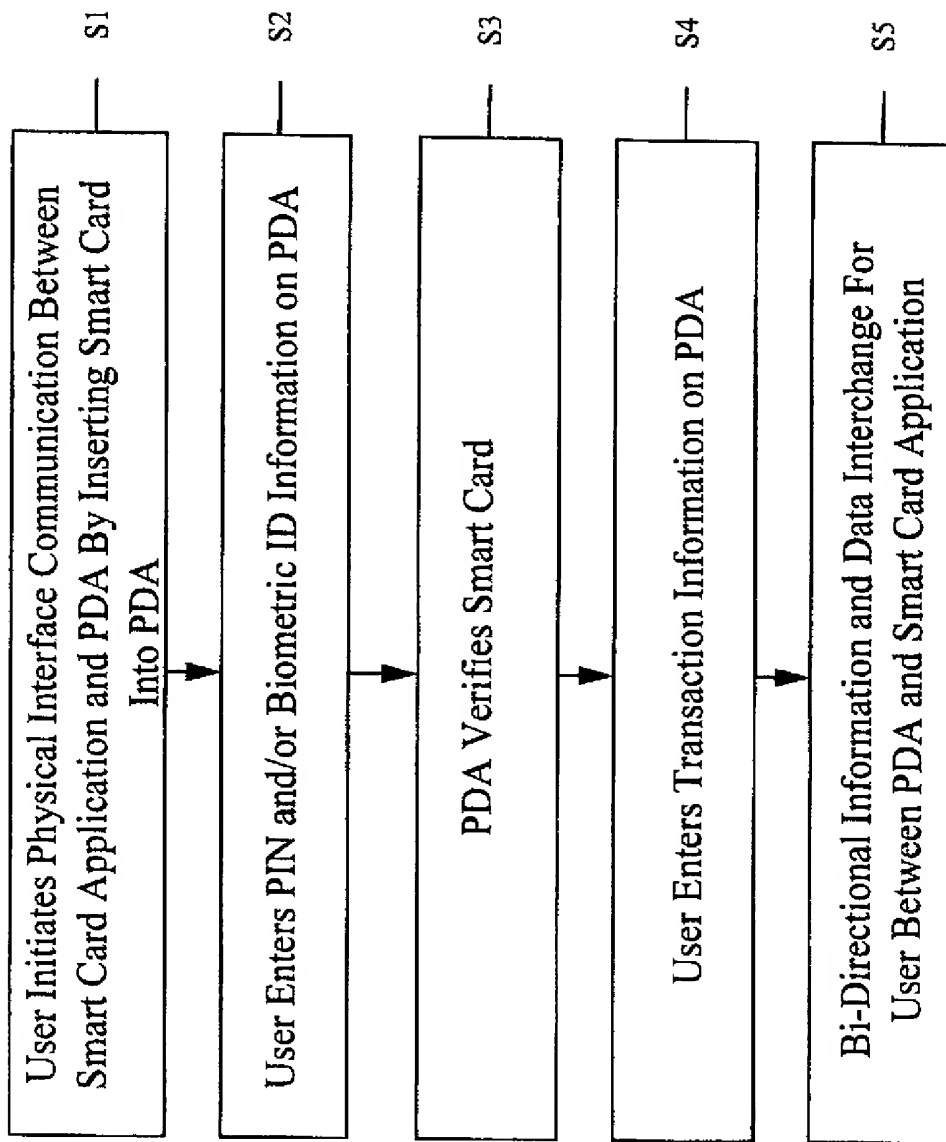 User Initiates Physical Interface Communication Between
Smart Card Application and PDA By Inserting Smart Card
Into PDA
S1
User Enters PIN and/or Biometric ID Information on PDA
S2
PDA Verifies Smart Card
S3
User Enters Transaction Information on PDA
S4
Bi-Directional Information and Data Interchange For
User Between PDA and Smart Card Application
S5